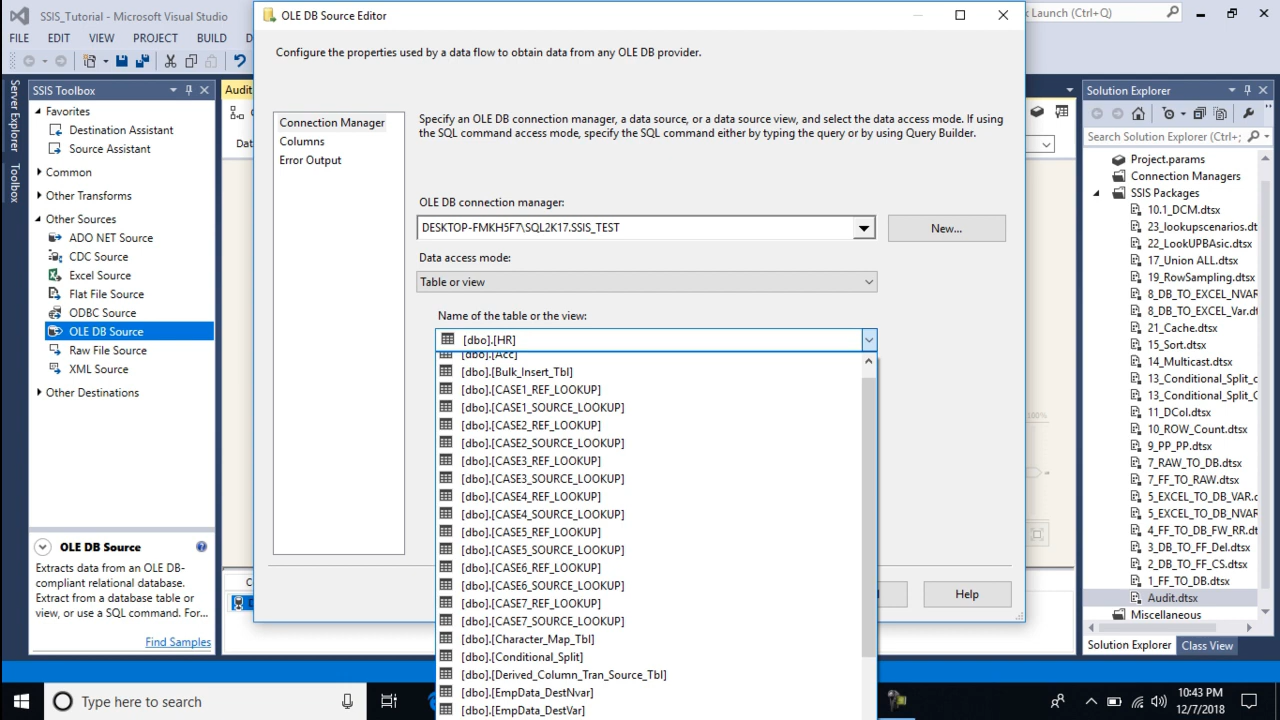 SSIS_Tutorial - Microsoft Visual Studio
OLE DB Source Editor
k Launch (Ctrl+Q)
FILE EDIT VIEW PROJECT BUILD D
Configure the properties used by a data flow to obtain data from any OLE DB provider.
Server Explorer
Toolbox
SSIS Toolbox
Favorites
Destination Assistant
Source Assistant
Common
Other Transforms
Other Sources
ADO NET Source
CDC Source
Excel Source
Flat File Source
ODBC Source
OLE DB Source
Raw File Source
XML Source
Other Destinations
OLE DB Source
Extracts data from an OLE DB-
compliant relational database.
Extract from a database table or
view, or use a SQL command. For...
Find Samples
Audit
Dat
Connection Manager
Columns
Error Output
Specify an OLE DB connection manager, a data source, or a data source view, and select the data access mode. If using
the SQL command access mode, specify the SQL command either by typing the query or by using Query Builder.
OLE DB connection manager:
DESKTOP-FMKH5F7\SQL2K17.SSIS_TEST
New...
Data access mode:
Table or view
Name of the table or the view:
[dbo].[HR]
[dbo].[Acc]
[dbo].[Bulk_Insert_Tbl]
[dbo].[CASE1_REF_LOOKUP]
[dbo].[CASE1_SOURCE_LOOKUP]
[dbo].[CASE2_REF_LOOKUP]
[dbo].[CASE2_SOURCE_LOOKUP]
[dbo].[CASE3_REF_LOOKUP]
[dbo].[CASE3_SOURCE_LOOKUP]
[dbo].[CASE4_REF_LOOKUP]
[dbo].[CASE4_SOURCE_LOOKUP]
[dbo].[CASE5_REF_LOOKUP]
[dbo].[CASE5_SOURCE_LOOKUP]
[dbo].[CASE6_REF_LOOKUP]
[dbo].[CASE6_SOURCE_LOOKUP]
[dbo].[CASE7_REF_LOOKUP]
[dbo].[CASE7_SOURCE_LOOKUP]
[dbo].[Character_Map_Tbl]
[dbo].[Conditional_Split]
[dbo].[Derived_Column_Tran_Source_Tbl]
[dbo].[EmpData_DestNvar]
[dbo].[EmpData_DestVar]
Help
100%
Solution Explorer
Search Solution Explorer (Ctrl+;
Project.params
Connection Managers
SSIS Packages
10.1_DCM.dtsx
23_lookupscenarios.dt
22_LookUPBAsic.dtsx
17_Union ALL.dtsx
19_RowSampling.dtsx
8_DB_TO_EXCEL_NVAR
8_DB_TO_EXCEL_Var.dt
21_Cache.dtsx
15_Sort.dtsx
14_Multicast.dtsx
13_Conditional_Split_c
13_Conditional_Split_c
11_DCol.dtsx
10_ROW_Count.dtsx
9_PP_PP.dtsx
7_RAW_TO_DB.dtsx
7_FF_TO_RAW.dtsx
5_EXCEL_TO_DB_VAR.c
5_EXCEL_TO_DB_NVAR
4_FF_TO_DB_FW_RR.dt
3_DB_TO_FF_Del.dtsx
2_DB_TO_FF_CS.dtsx
1_FF_TO_DB.dtsx
Audit.dtsx
Miscellaneous
Solution Explorer Class View
Type here to search
10:43 PM
12/7/2018